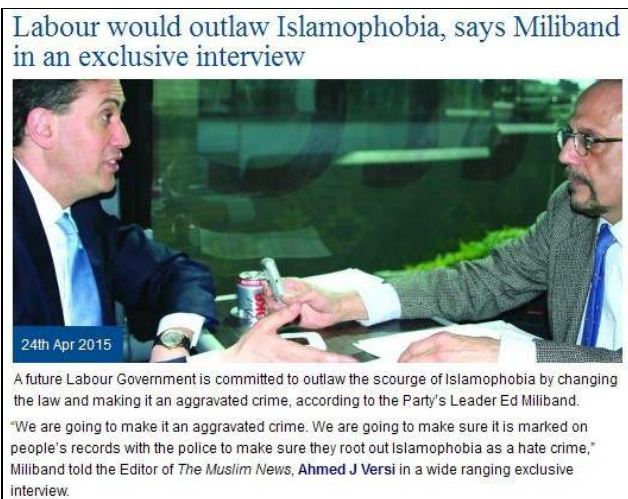 Labour would outlaw Islamophobia, says Miliband
in an exclusive interview
24th Apr 2015
A future Labour Government is committed to outlaw the scourge of Islamophobia by changing
the law and making it an aggravated crime, according to the Party's Leader Ed Miliband.
"We are going to make it an aggravated crime. We are going to make sure it is marked on
people's records with the police to make sure they root out Islamophobia as a hate crime,"
Miliband told the Editor of The Muslim News, Ahmed J Versi in a wide ranging exclusive
interview.